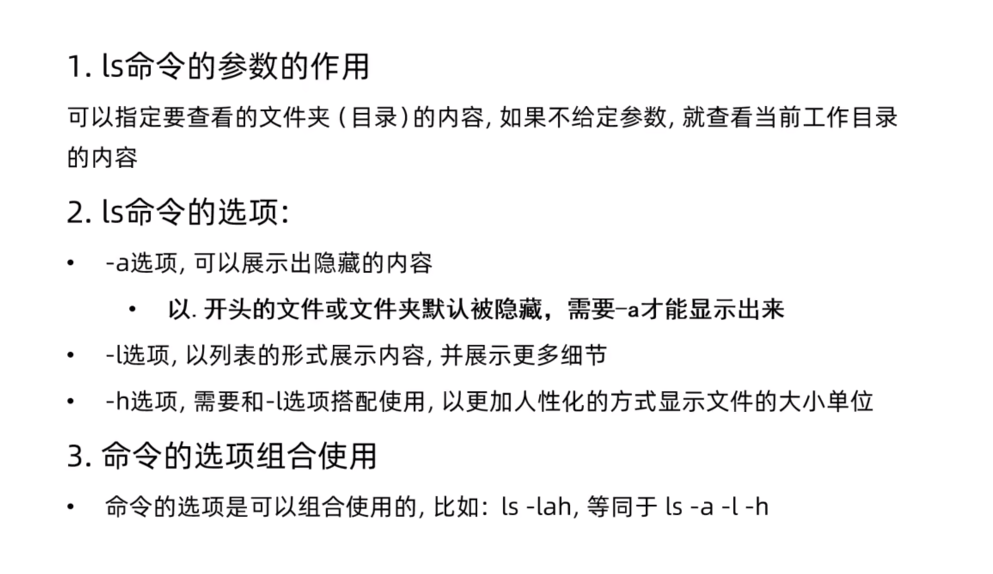 1. ls命令的参数的作用
可以指定要查看的文件夹（目录）的内容, 如果不给定参数, 就查看当前工作目录
的内容
2. ls命令的选项:
• -a选项, 可以展示出隐藏的内容
• 以. 开头的文件或文件夹默认被隐藏，需要-a才能显示出来
• -l选项, 以列表的形式展示内容, 并展示更多细节
• -h选项, 需要和-l选项搭配使用, 以更加人性化的方式显示文件的大小单位
3. 命令的选项组合使用
• 命令的选项是可以组合使用的, 比如: ls -lah, 等同于 ls -a -l -h